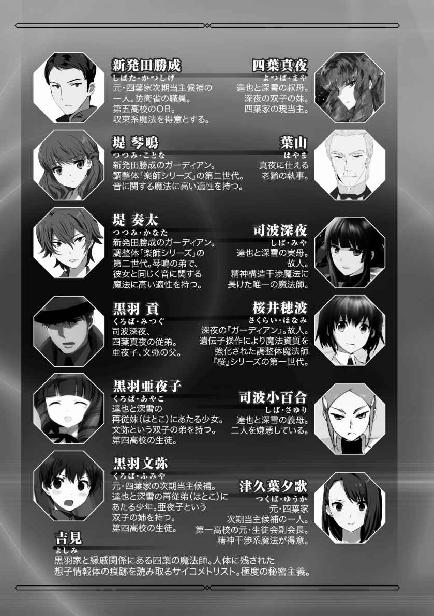 新発田勝成
しばた・かつしげ
元・四葉家次期当主候補の
一人。防衛省の職員。
第五高校のOB。
収束系魔法を得意とする。
堤 琴鳴
つつみ・ことな
新発田勝成のガーディアン。
調整体「楽師シリーズ」の第二世代。
音に関する魔法に高い適性を持つ。
堤 奏太
つつみ・かなた
新発田勝成のガーディアン。
調整体「楽師シリーズ」の
第二世代。琴鳴の弟で、
彼女と同じく音に関する
魔法に高い適性を持つ。
黒羽 貢
くろば・みつぐ
司波深夜、
四葉真夜の従弟。
亜夜子、文弥の父。
黒羽亜夜子
くろば・あやこ
達也と深雪の
再従妹(はとこ)にあたる少女。
文弥という双子の弟を持つ。
第四高校の生徒。
黒羽文弥
くろば・ふみや
元・四葉家次期当主候補。
達也と深雪の再従弟(はとこ)に
あたる少年。亜夜子という
双子の姉を持つ。
第四高校の生徒。
吉見
よしみ
黒羽家と縁戚関係にある四葉の魔法師。人体に残された
想子情報体の痕跡を読み取るサイコメトリスト。極度の秘密主義。
四葉真夜
よつば・まや
達也と深雪の叔母。
深夜の双子の妹。
四葉家の現当主。
葉山
はやま
真夜に仕える
老齢の執事。
司波深夜
しば・みや
達也と深雪の実母。
故人。
精神構造干渉魔法に
長けた唯一の魔法師。
桜井穂波
さくらい・ほなみ
深夜の『ガーディアン』。故人。
遺伝子操作により魔法資質を
強化された調整体魔法師
『桜』シリーズの第一世代。
司波小百合
しば・さゆり
達也と深雪の義母。
二人を嫌悪している。
津久葉夕歌
つくば・ゆうか
元・四葉家
次期当主候補の一人。
第一高校の元・生徒会副会長。
精神干渉系魔法が得意。